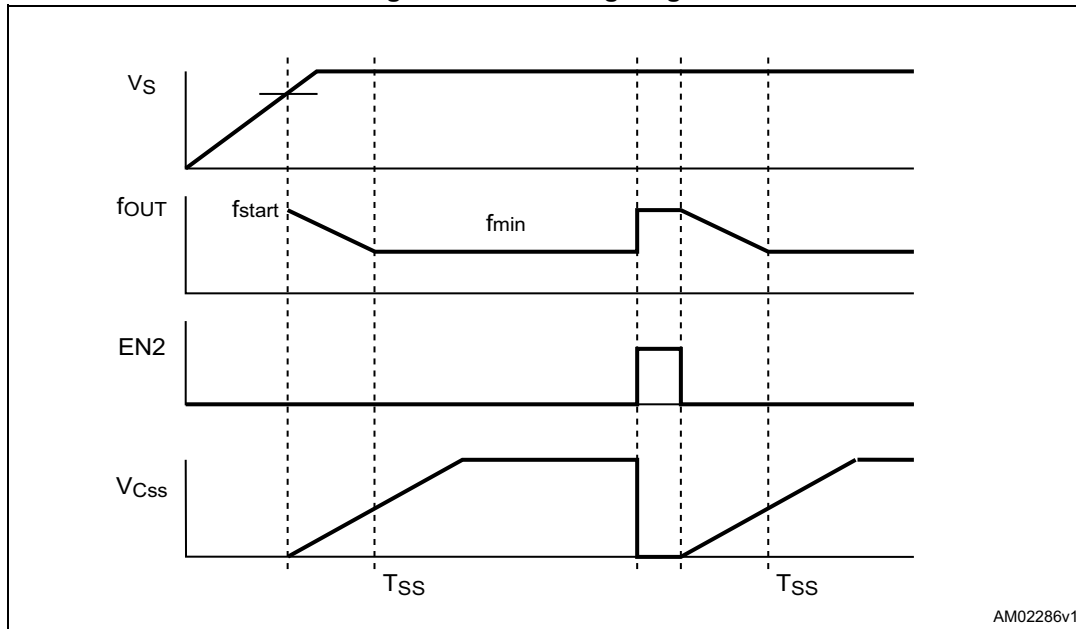 VS
fOUT
fstart
fmin
EN2
VCss
TSS
TSS
AM02286v1